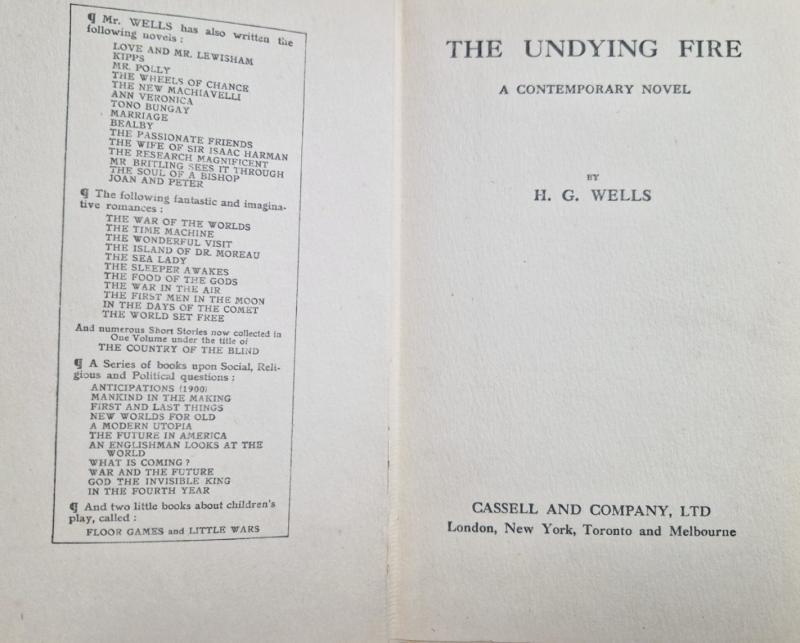 ¶ Mr. WELLS has also written the
following novels :
LOVE AND MR. LEWISHAM
KIPPS
MR. POLLY
THE WHEELS OF CHANCE
THE NEW MACHIAVELLI
ANN VERONICA
TONO BUNGAY
MARRIAGE
BEALBY
THE PASSIONATE FRIENDS
THE WIFE OF SIR ISAAC HARMAN
THE RESEARCH MAGNIFICENT
MR BRITLING SEES IT THROUGH
THE SOUL OF A BISHOP
JOAN AND PETER
¶ The following fantastic and imagina-
tive romances :
THE WAR OF THE WORLDS
THE TIME MACHINE
THE WONDERFUL VISIT
THE ISLAND OF DR. MOREAU
THE SEA LADY
THE SLEEPER AWAKES
THE FOOD OF THE GODS
THE WAR IN THE AIR
THE FIRST MEN IN THE MOON
IN THE DAYS OF THE COMET
THE WORLD SET FREE
And numerous Short Stories now collected in
One Volume under the title of
THE COUNTRY OF THE BLIND
¶ A Series of books upon Social, Reli-
gious and Political questions :
ANTICIPATIONS (1900)
MANKIND IN THE MAKING
FIRST AND LAST THINGS
NEW WORLDS FOR OLD
A MODERN UTOPIA
THE FUTURE IN AMERICA
AN ENGLISHMAN LOOKS AT THE
WORLD
WHAT IS COMING ?
WAR AND THE FUTURE
GOD THE INVISIBLE KING
IN THE FOURTH YEAR
¶ And two little books about children's
play, called :
FLOOR GAMES and LITTLE WARS
THE UNDYING FIRE
A CONTEMPORARY NOVEL
BY
H. G. WELLS
CASSELL AND COMPANY, LTD
London, New York, Toronto and Melbourne